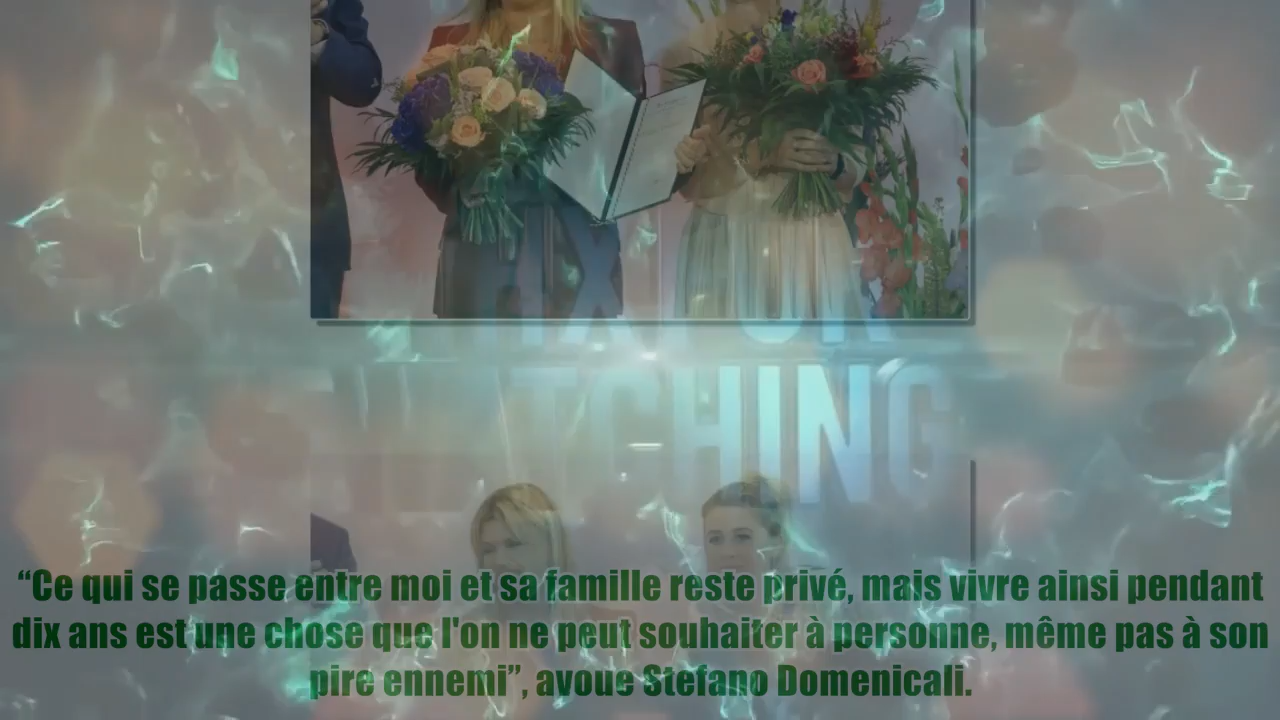 WATCHING
“Ce qui se passe entre moi et sa famille reste privé, mais vivre ainsi pendant
dix ans est une chose que l'on ne peut souhaiter à personne, même pas à son
pire ennemi”, avoue Stefano Domenicali.